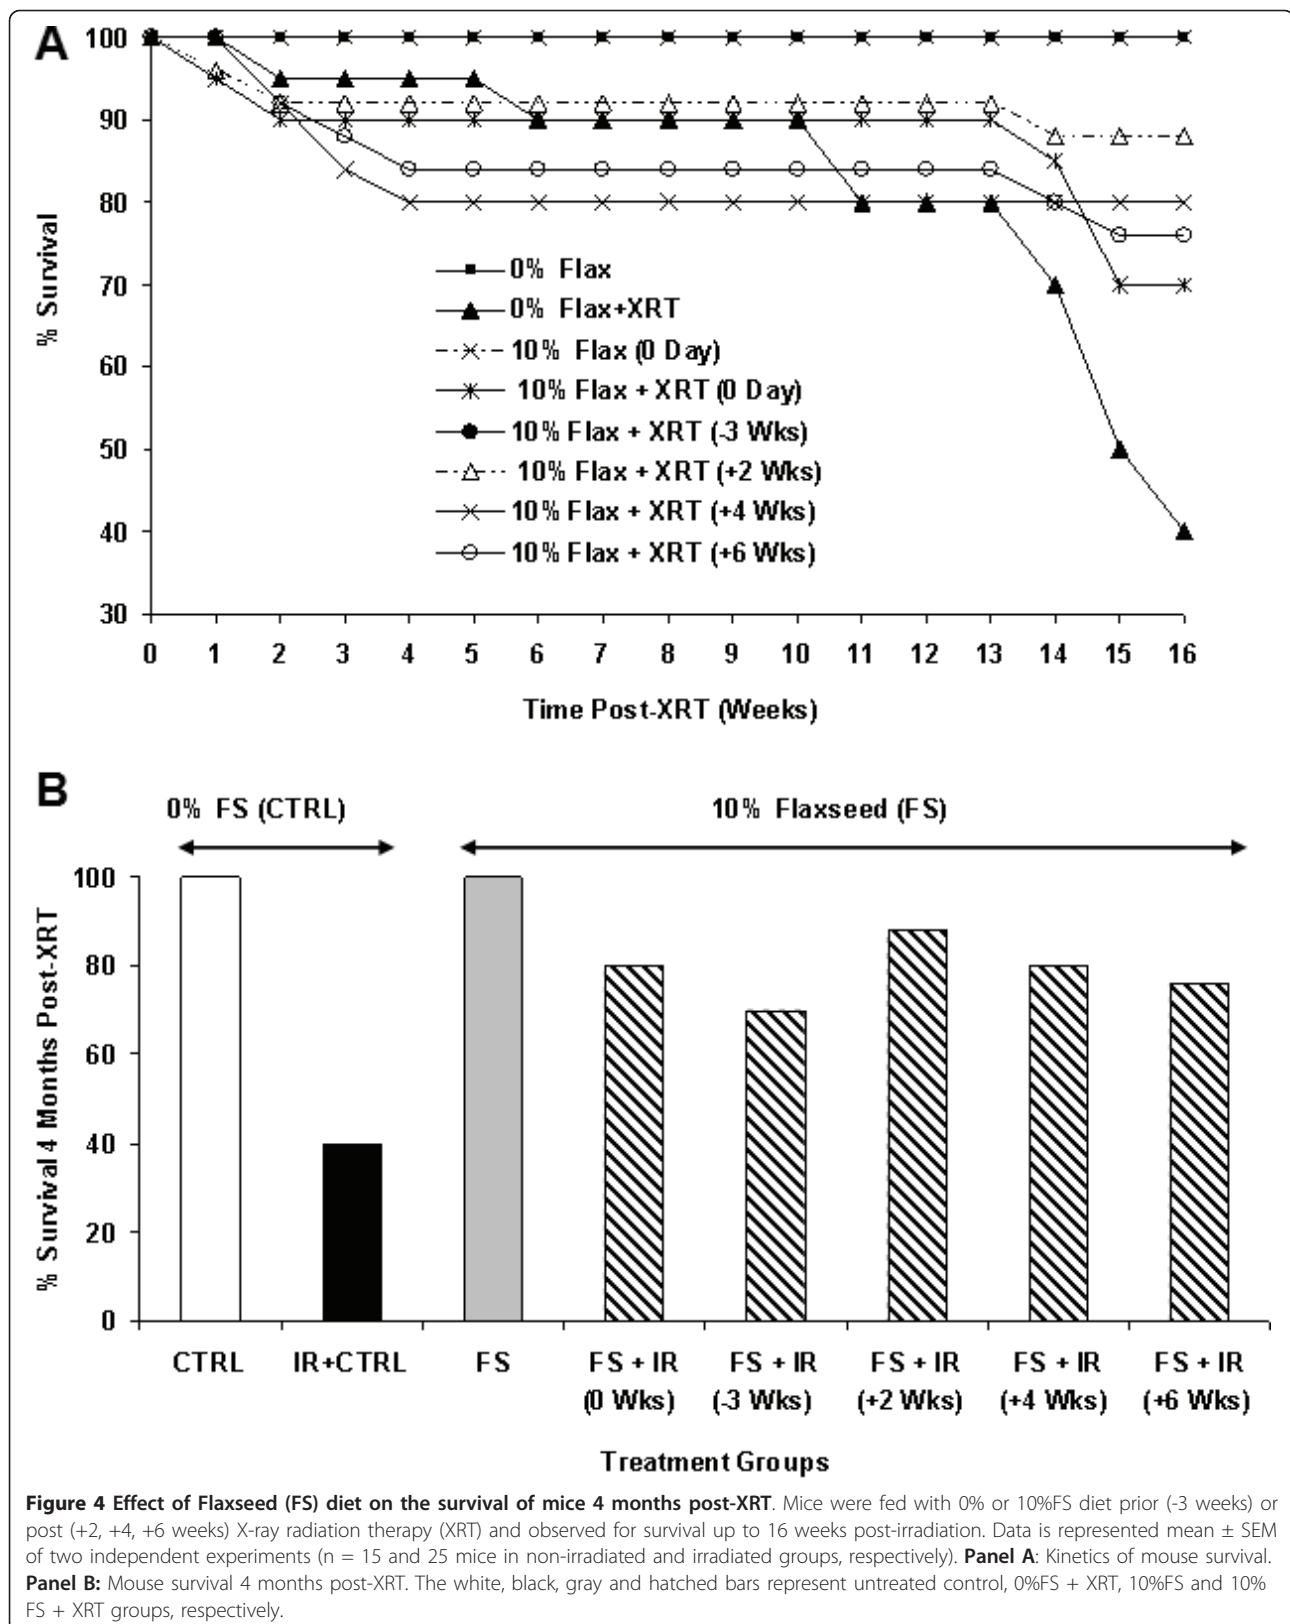 A
100
90
80
70
60
50
40
30
% Survival
0% Flax
0% Flax+XRT
10% Flax (0 Day)
10% Flax + XRT (0 Day)
10% Flax + XRT (-3 Wks)
10% Flax + XRT (+2 Wks)
10% Flax + XRT (+4 Wks)
10% Flax + XRT (+6 Wks)
0 1 2 3 4 5 6 7 8 9 10 11 12 13 14 15 16
Time Post-XRT (Weeks)
B
0% FS (CTRL) 10% Flaxseed (FS)
100
80
60
40
20
0
% Survival 4 Months Post-XRT
CTRL IR+CTRL FS FS + IR FS + IR FS + IR FS + IR FS + IR
(0 Wks) (-3 Wks) (+2 Wks) (+4 Wks) (+6 Wks)
Treatment Groups
Figure 4 Effect of Flaxseed (FS) diet on the survival of mice 4 months post-XRT. Mice were fed with 0% or 10%FS diet prior (-3 weeks) or
post (+2, +4, +6 weeks) X-ray radiation therapy (XRT) and observed for survival up to 16 weeks post-irradiation. Data is represented mean ± SEM
of two independent experiments (n = 15 and 25 mice in non-irradiated and irradiated groups, respectively). Panel A: Kinetics of mouse survival.
Panel B: Mouse survival 4 months post-XRT. The white, black, gray and hatched bars represent untreated control, 0%FS + XRT, 10%FS and 10%
FS + XRT groups, respectively.